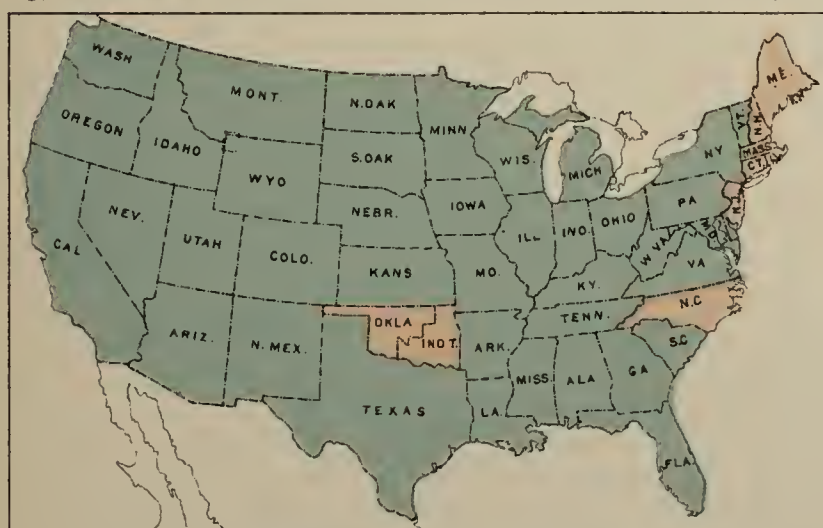 WASH
MONT.
N.DAK
MINN
ME.
OREGON
IDAHO
S.DAK
WIS.
MICH
NY
VT.
N.H.
MASS
CT.
WYO
NEBR.
IOWA
PA
N.J.
NEV.
UTAH
COLO.
ILL
IND.
OHIO
W VA
MD
CAL
KANS
MO.
KY.
VA
ARIZ.
N. MEX.
OKLA
IND T.
ARK.
TENN.
N.C
S.C
TEXAS
LA.
MISS
ALA
GA
FLA.